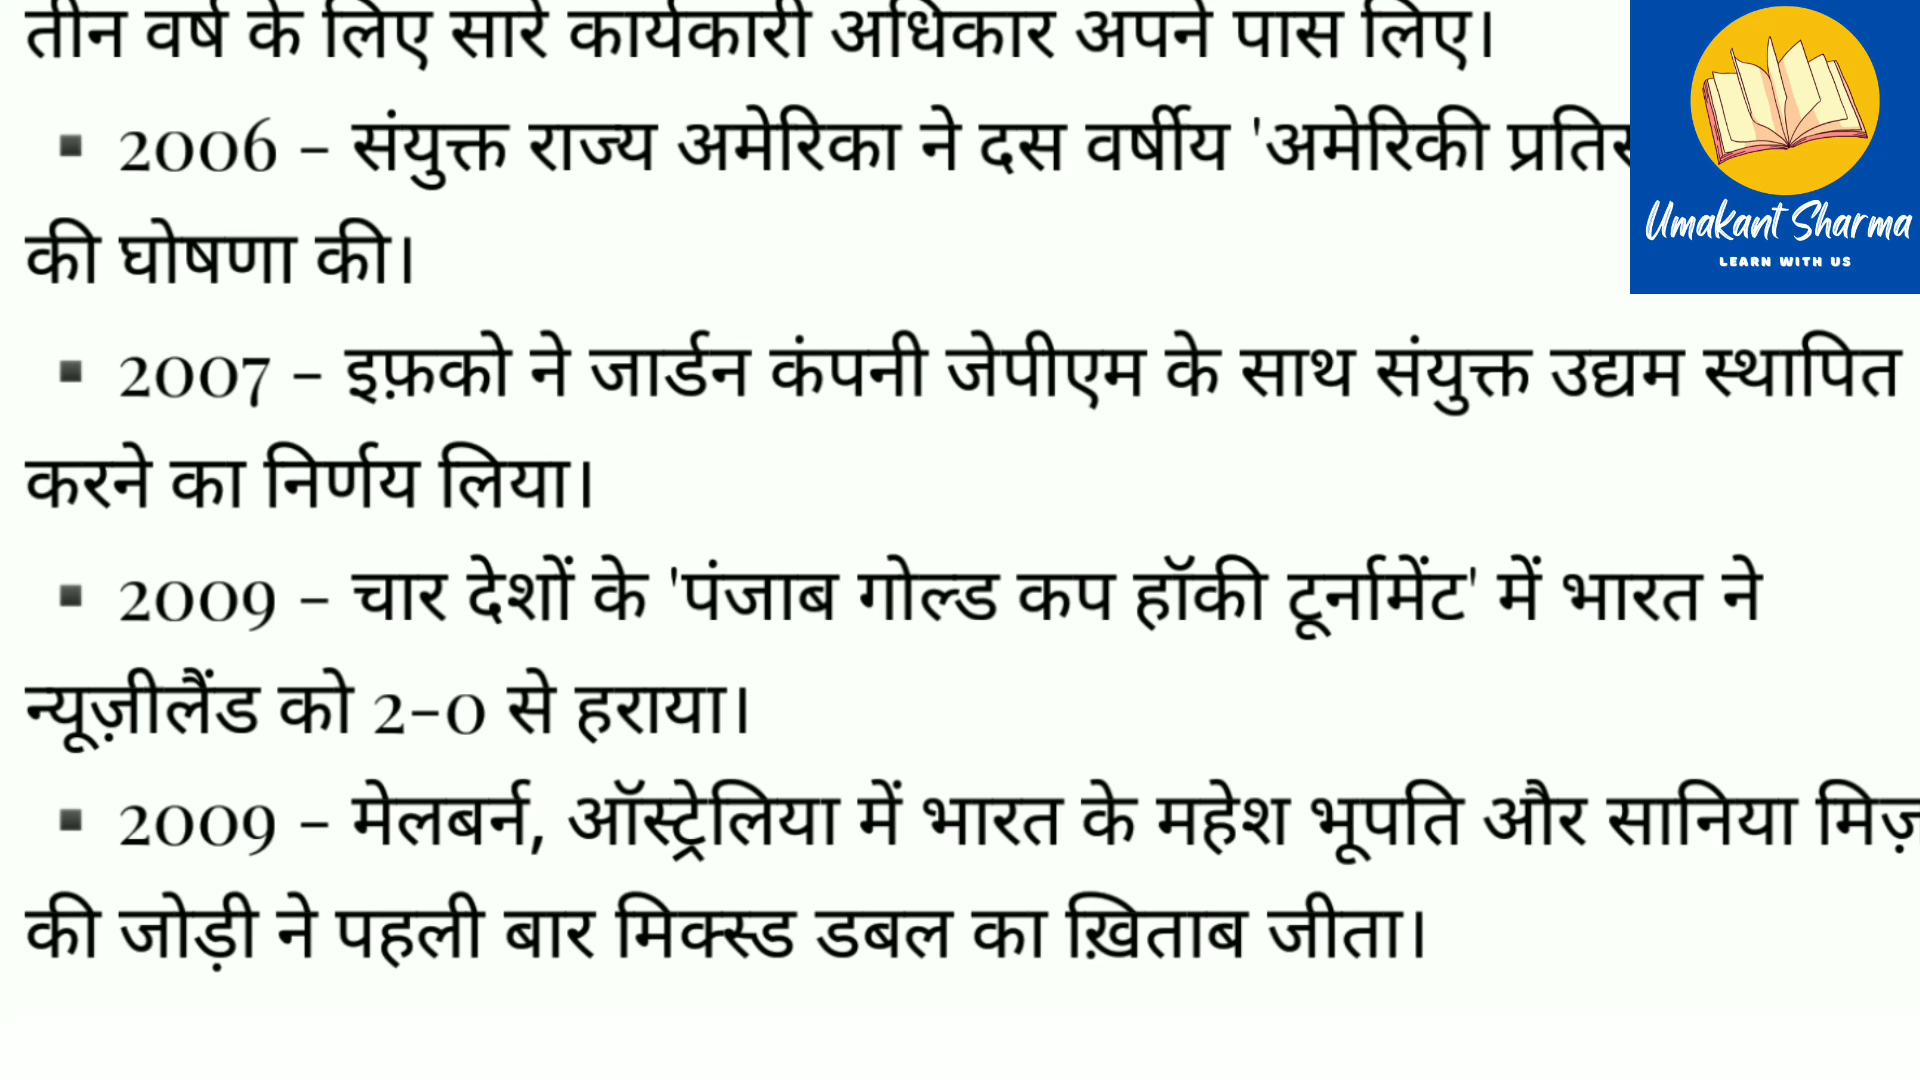 तीन वर्ष के लिए सारे कार्यकारी अधिकार अपने पास लिए।
▪ 2006 - संयुक्त राज्य अमेरिका ने दस वर्षीय 'अमेरिकी
की घोषणा की।
▪ 2007 - इफ़को ने जार्डन कंपनी जेपीएम के साथ संयुक्त उद्यम स्थापित
करने का निर्णय लिया।
▪ 2009 - चार देशों के 'पंजाब गोल्ड कप हॉकी टूर्नामेंट' में भारत ने
न्यूज़ीलैंड को 2-0 से हराया।
▪ 2009 - मेलबर्न, ऑस्ट्रेलिया में भारत के महेश भूपति और सानिया
की जोड़ी ने पहली बार मिक्स्ड डबल का ख़िताब जीता।
Umakant Sharma
LEARN WITH US